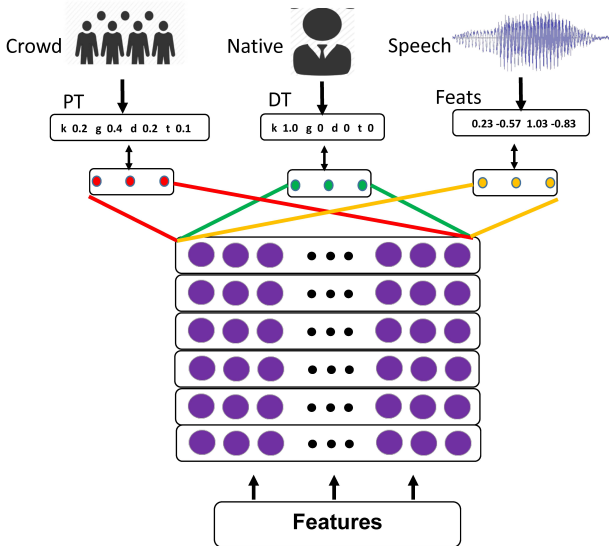 Crowd
Native
Speech
PT
DT
Feats
k 0.2 g 0.4 d 0.2 t 0.1
k 1.0 g 0 d 0 t 0
0.23 -0.57 1.03 -0.83
Features